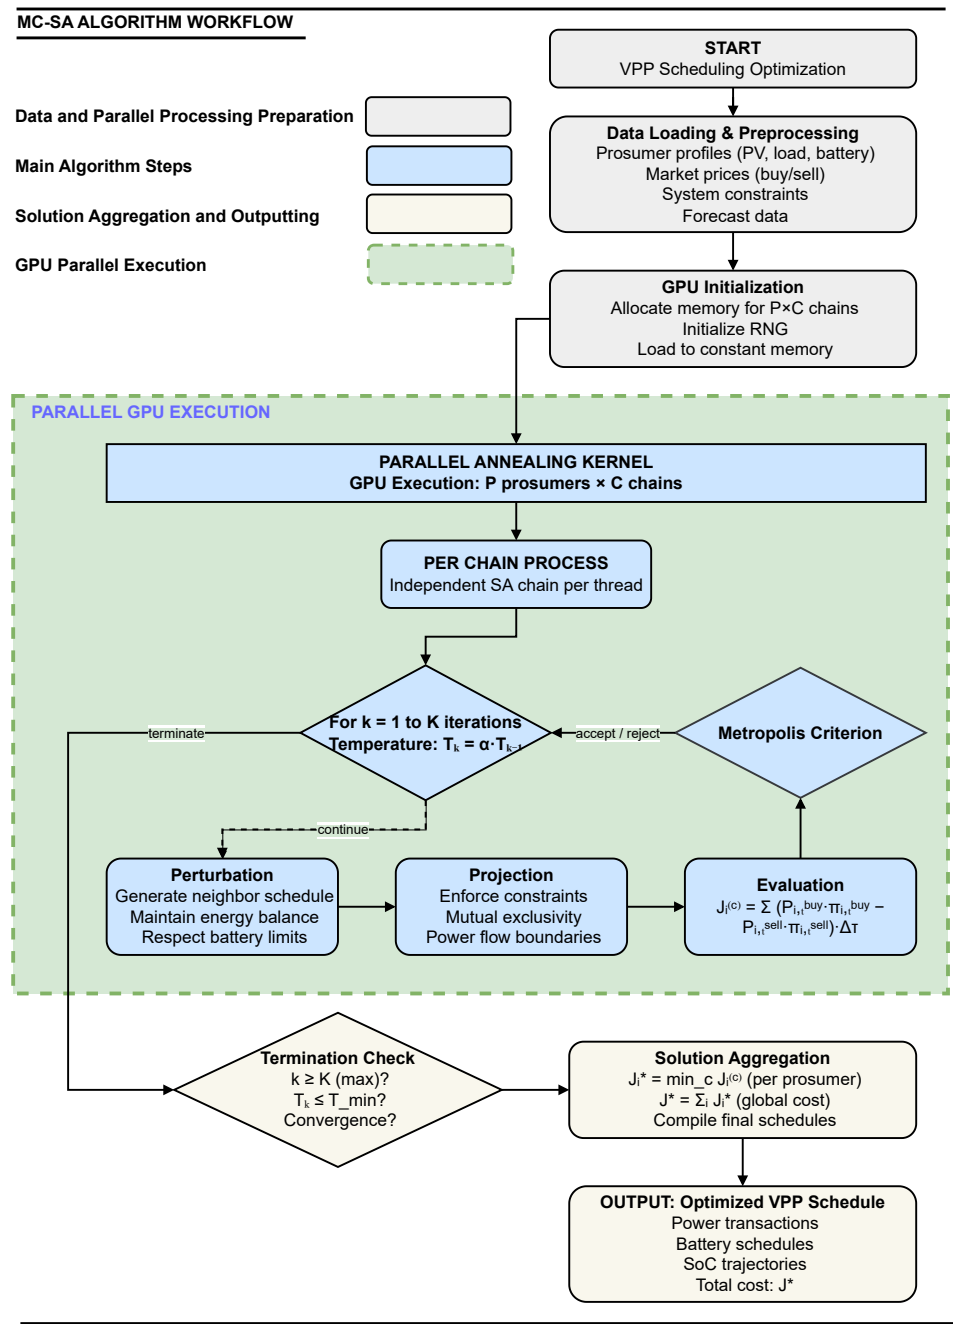 MC-SA ALGORITHM WORKFLOW
START
VPP Scheduling Optimization
Data and Parallel Processing Preparation
Main Algorithm Steps
Solution Aggregation and Outputting
GPU Parallel Execution
Data Loading & Preprocessing
Prosumer profiles (PV, load, battery)
Market prices (buy/sell)
System constraints
Forecast data
GPU Initialization
Allocate memory for P×C chains
Initialize RNG
Load to constant memory
PARALLEL GPU EXECUTION
PARALLEL ANNEALING KERNEL
GPU Execution: P prosumers × C chains
PER CHAIN PROCESS
Independent SA chain per thread
For k = 1 to K iterations
Temperature: Tₖ = α·Tₖ₋₁
terminate
accept / reject
Metropolis Criterion
continue
Perturbation
Generate neighbor schedule
Maintain energy balance
Respect battery limits
Projection
Enforce constraints
Mutual exclusivity
Power flow boundaries
Evaluation
Jᵢ⁽ᶜ⁾ = Σ (Pᵢ,ₜᵇᵘʸ·πᵢ,ₜᵇᵘʸ −
Pᵢ,ₜˢᵉˡˡ·πᵢ,ₜˢᵉˡˡ)·Δτ
Termination Check
k ≥ K (max)?
Tₖ ≤ T_min?
Convergence?
Solution Aggregation
Jᵢ* = min_c Jᵢ⁽ᶜ⁾ (per prosumer)
J* = Σᵢ Jᵢ* (global cost)
Compile final schedules
OUTPUT: Optimized VPP Schedule
Power transactions
Battery schedules
SoC trajectories
Total cost: J*